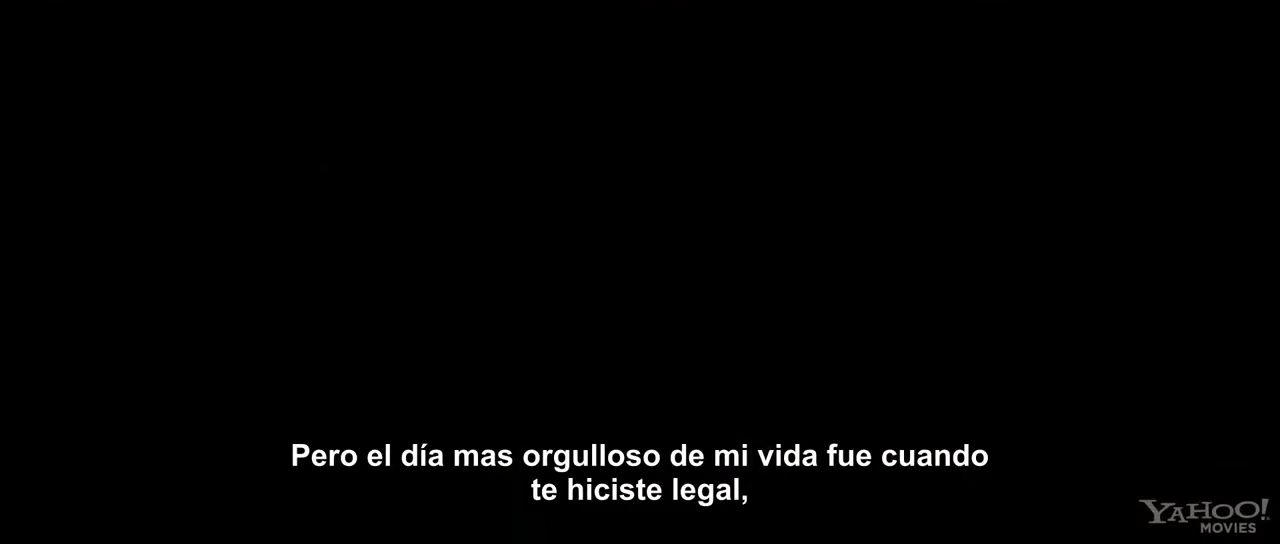 Pero el día mas orgulloso de mi vida fue cuando
te hiciste legal,
YAHOO!
MOVIES